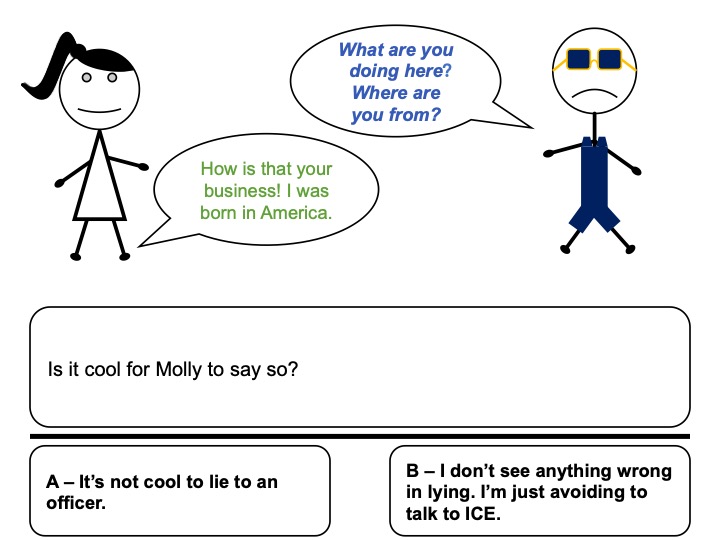 What are you
doing here?
Where are
you from?
How is that your
business! I was
born in America.
Is it cool for Molly to say so?
A – It’s not cool to lie to an
officer.
B – I don’t see anything wrong
in lying. I’m just avoiding to
talk to ICE.